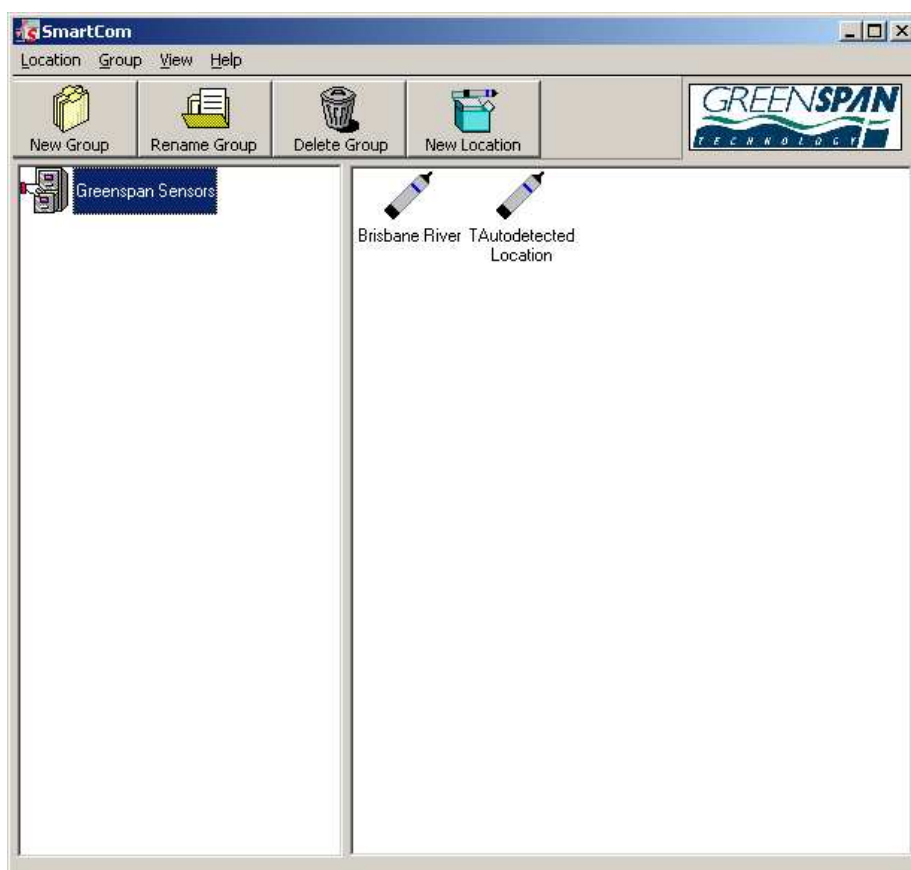 SmartCom
Location Group View Help
New Group Rename Group Delete Group New Location
GREENSPAN
TECHNOLOGY
Greenspan Sensors
Brisbane River TAutodetected
Location